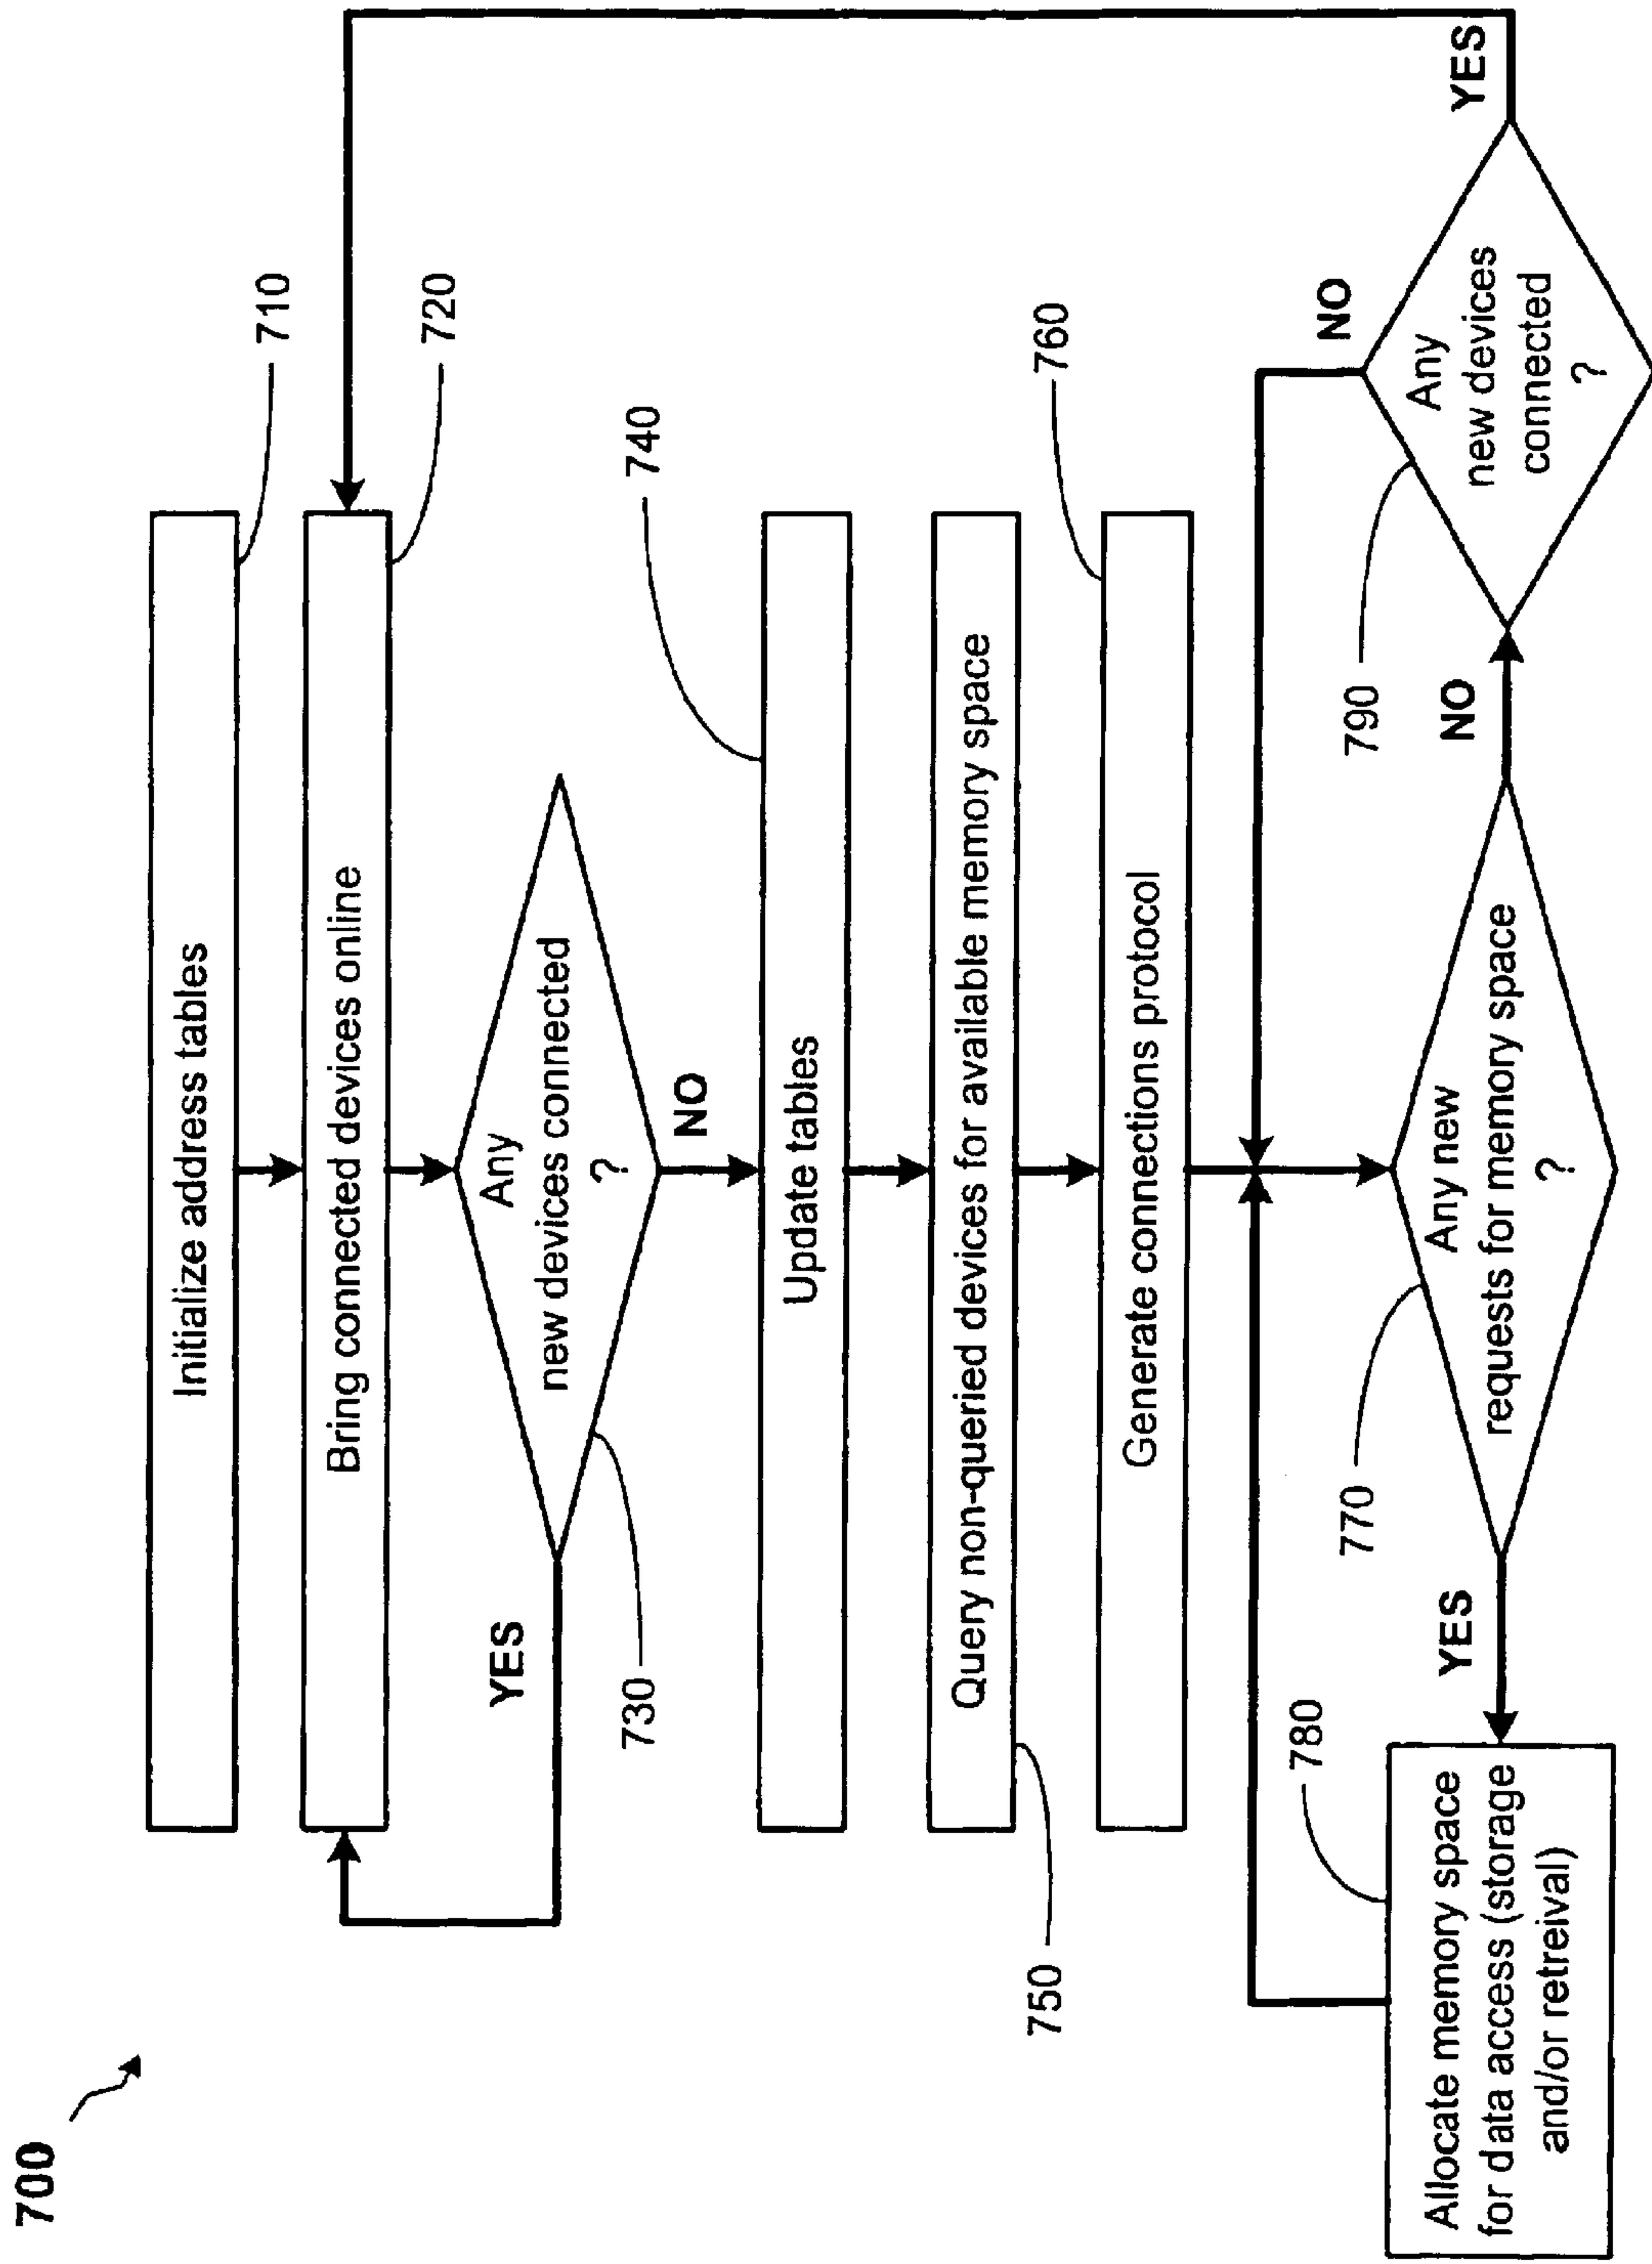 700
Initialize address tables
710
Bring connected devices online
720
Any
new devices connected
?
YES
NO
730
740
Update tables
Query non-queried devices for available memory space
750
760
Generate connections protocol
Any new
requests for memory space
?
770
YES
NO
780
Allocate memory space
for data access (storage
and/or retreival)
790
Any
new devices
connected
?
NO
YES